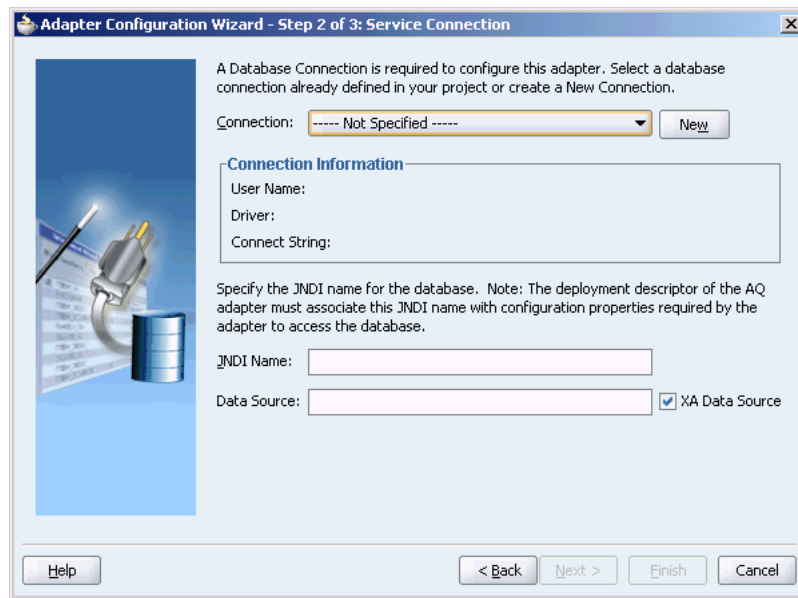 Adapter Configuration Wizard - Step 2 of 3: Service Connection
A Database Connection is required to configure this adapter. Select a database
connection already defined in your project or create a New Connection.
Connection: ----- Not Specified ----- New
Connection Information
User Name:
Driver:
Connect String:
Specify the JNDI name for the database. Note: The deployment descriptor of the AQ
adapter must associate this JNDI name with configuration properties required by the
adapter to access the database.
JNDI Name:
Data Source: XA Data Source
Help < Back Next > Finish Cancel